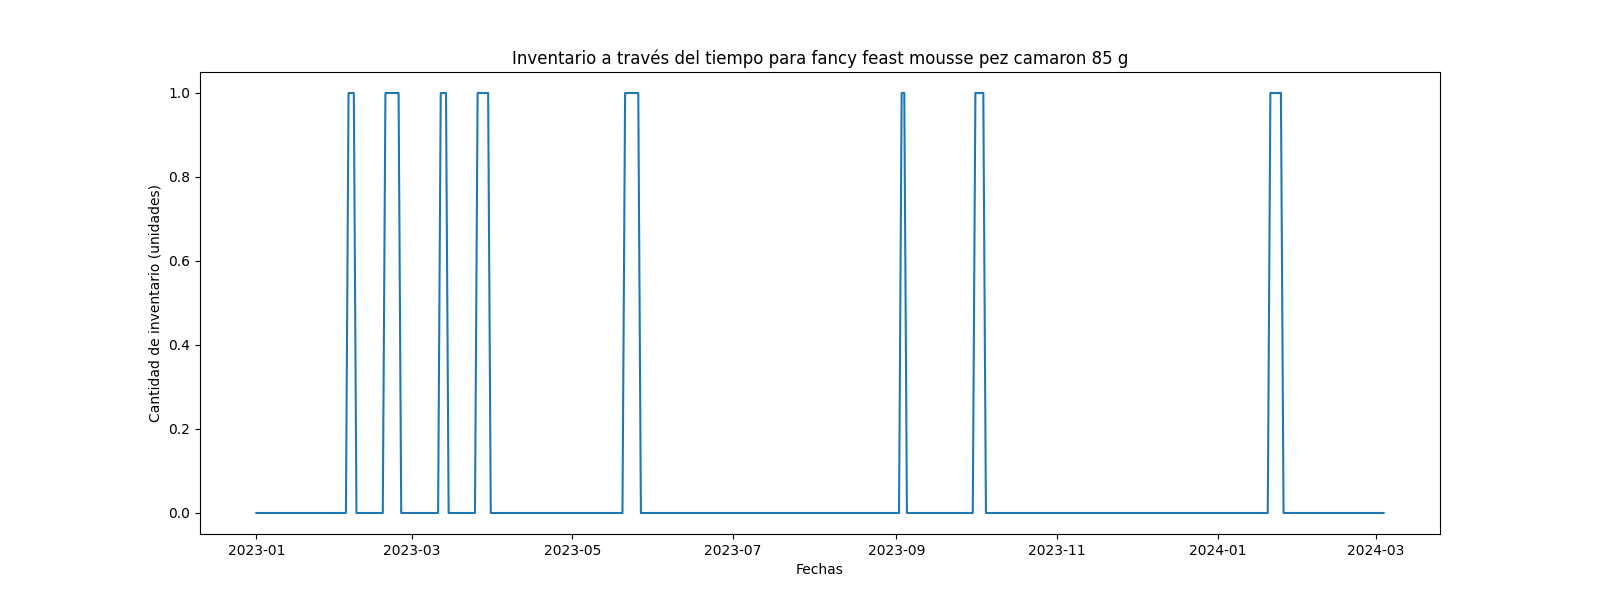 Inventario a través del tiempo para fancy feast mousse pez camaron 85 g
Cantidad de inventario (unidades)
1.0
0.8
0.6
0.4
0.2
0.0
2023-01 2023-03 2023-05 2023-07 2023-09 2023-11 2024-01 2024-03
Fechas